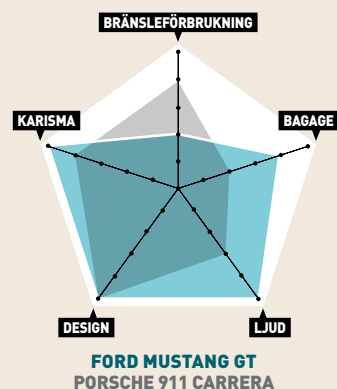 BRÄNSLEFÖRBRUKNING
KARISMA
BAGAGE
DESIGN
LJUD
FORD MUSTANG GT
PORSCHE 911 CARRERA